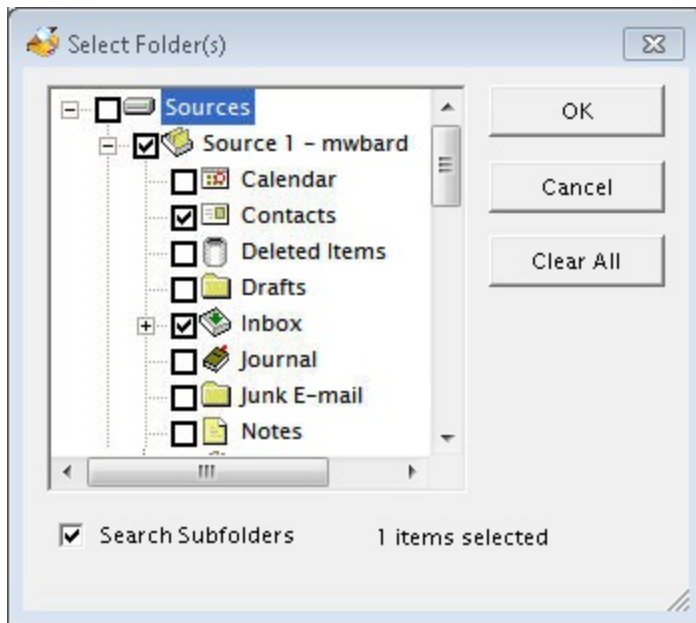 Select Folder(s)
Sources
OK
Source 1 - mwbard
Calendar
Contacts
Cancel
Deleted Items
Clear All
Drafts
Inbox
Journal
Junk E-mail
Notes
Search Subfolders 1 items selected